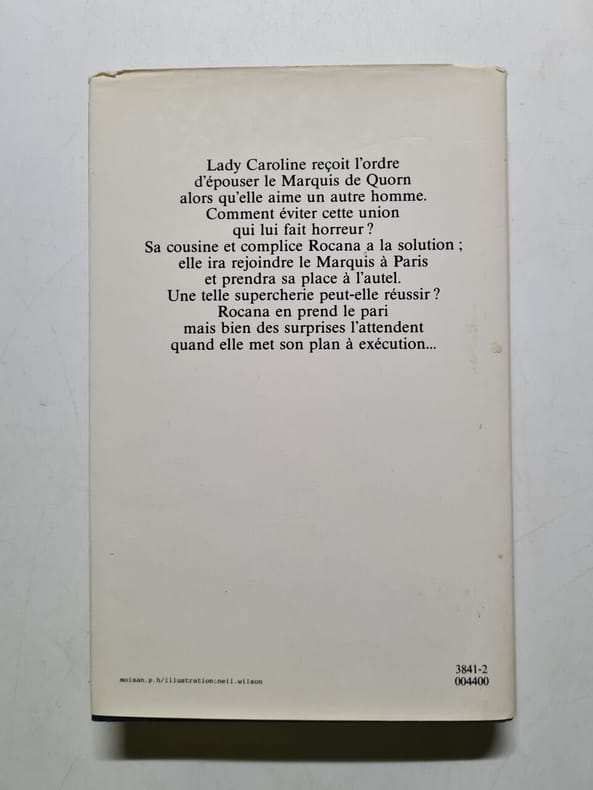 Lady Caroline reçoit l'ordre
d'épouser le Marquis de Quorn
alors qu'elle aime un autre homme.
Comment éviter cette union
qui lui fait horreur ?
Sa cousine et complice Rocana a la solution ;
elle ira rejoindre le Marquis à Paris
et prendra sa place à l'autel.
Une telle supercherie peut-elle réussir ?
Rocana en prend le pari
mais bien des surprises l'attendent
quand elle met son plan à exécution...
moisan.p.h/illustration:neil.wilson
3841-2
004400